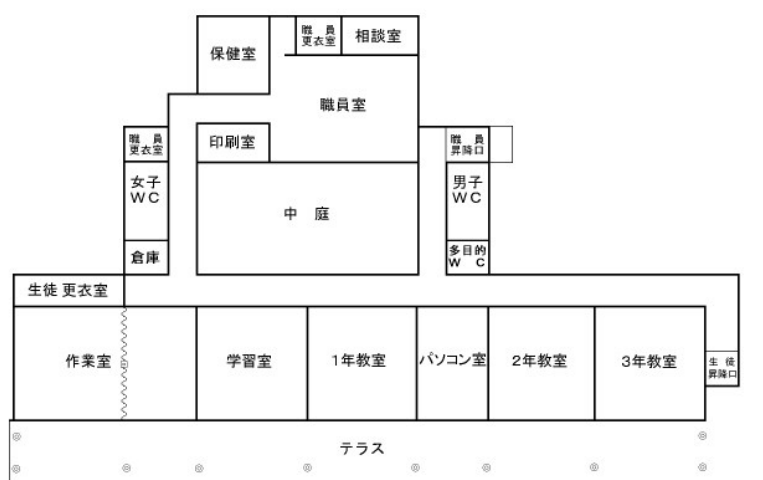 職 員
更衣室
相談室
保健室
職員室
職 員
更衣室
印刷室
職 員
昇降口
女子
WC
男子
WC
中 庭
倉庫
多目的
W C
生徒 更衣室
作業室
学習室
1年教室
パソコン室
2年教室
3年教室
生 徒
昇降口
テラス